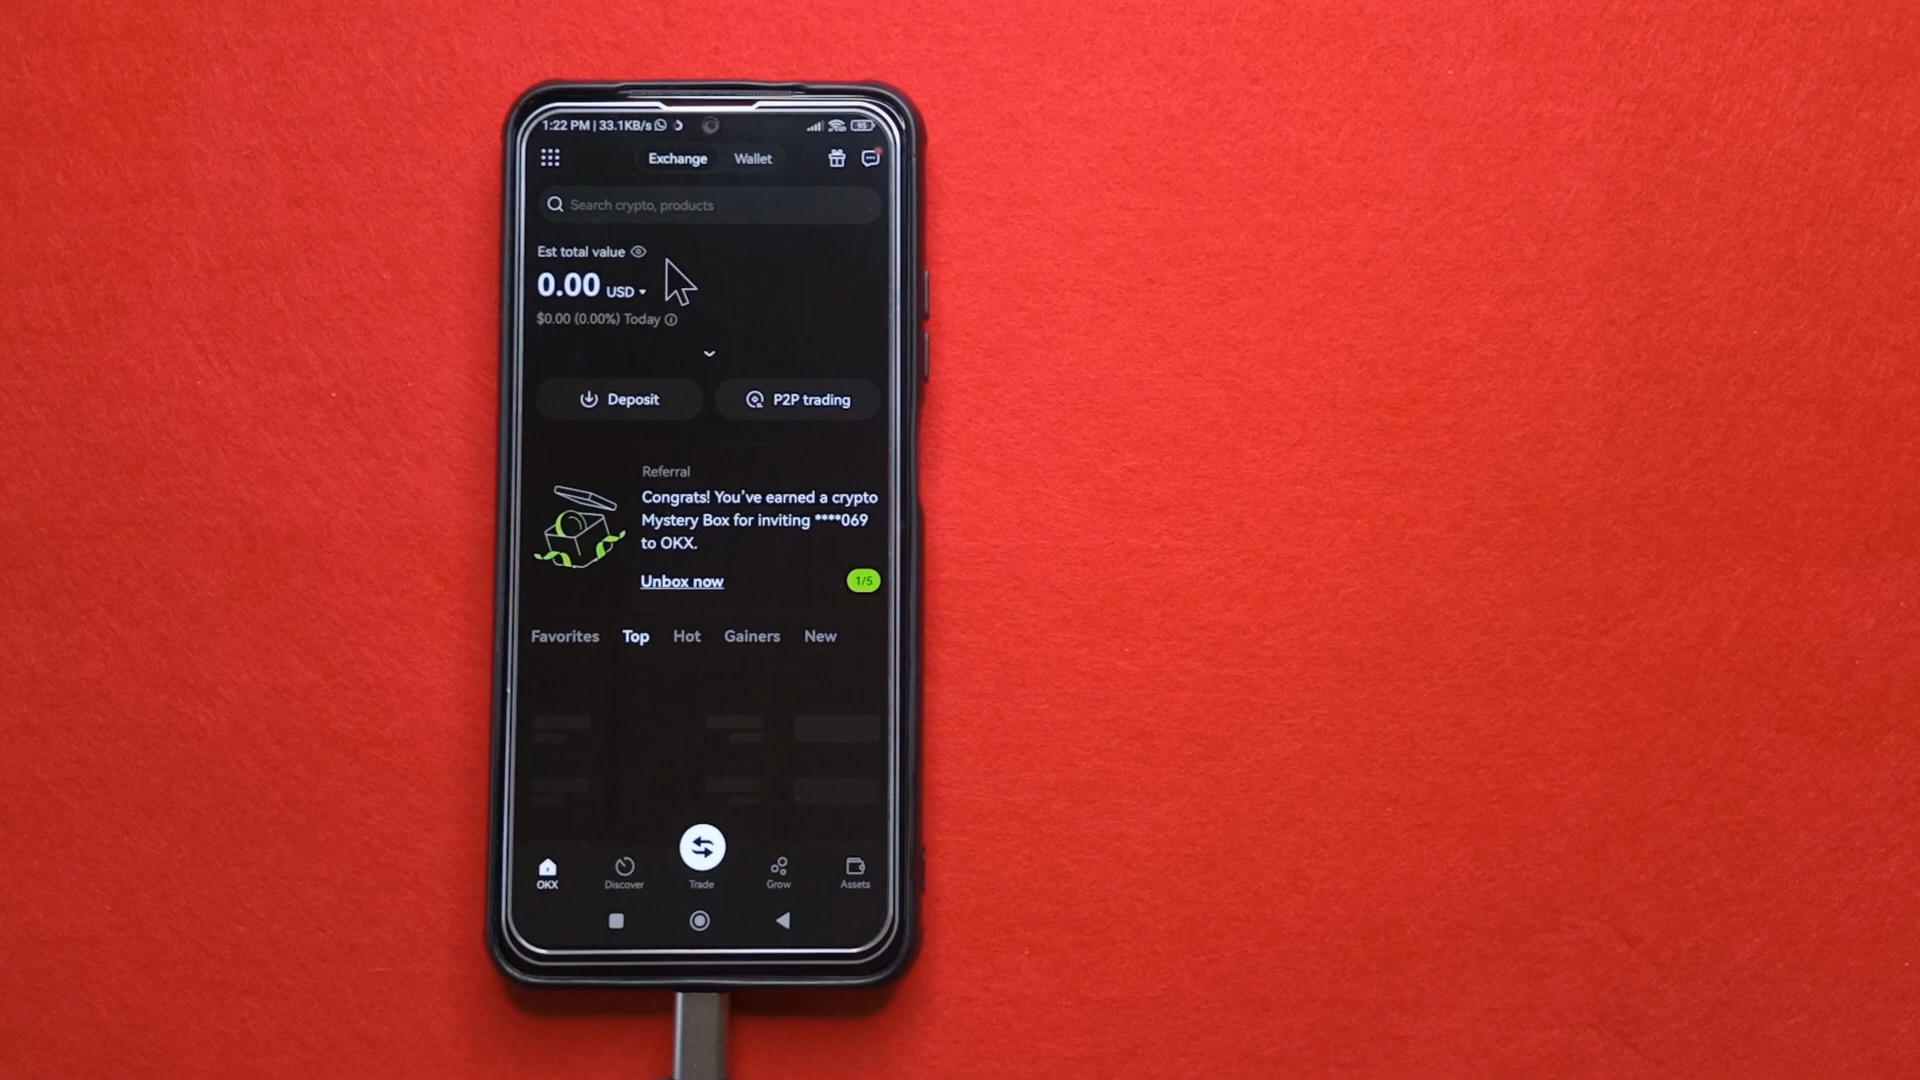 1:22 PM | 33.1KB/s 95
Exchange Wallet
Search crypto, products
Est total value
0.00 USD
$0.00 (0.00%) Today
Deposit P2P trading
Referral
Congrats! You've earned a crypto
Mystery Box for inviting ****069
to OKX.
Unbox now 1/5
Favorites Top Hot Gainers New
OKX Discover Trade Grow Assets